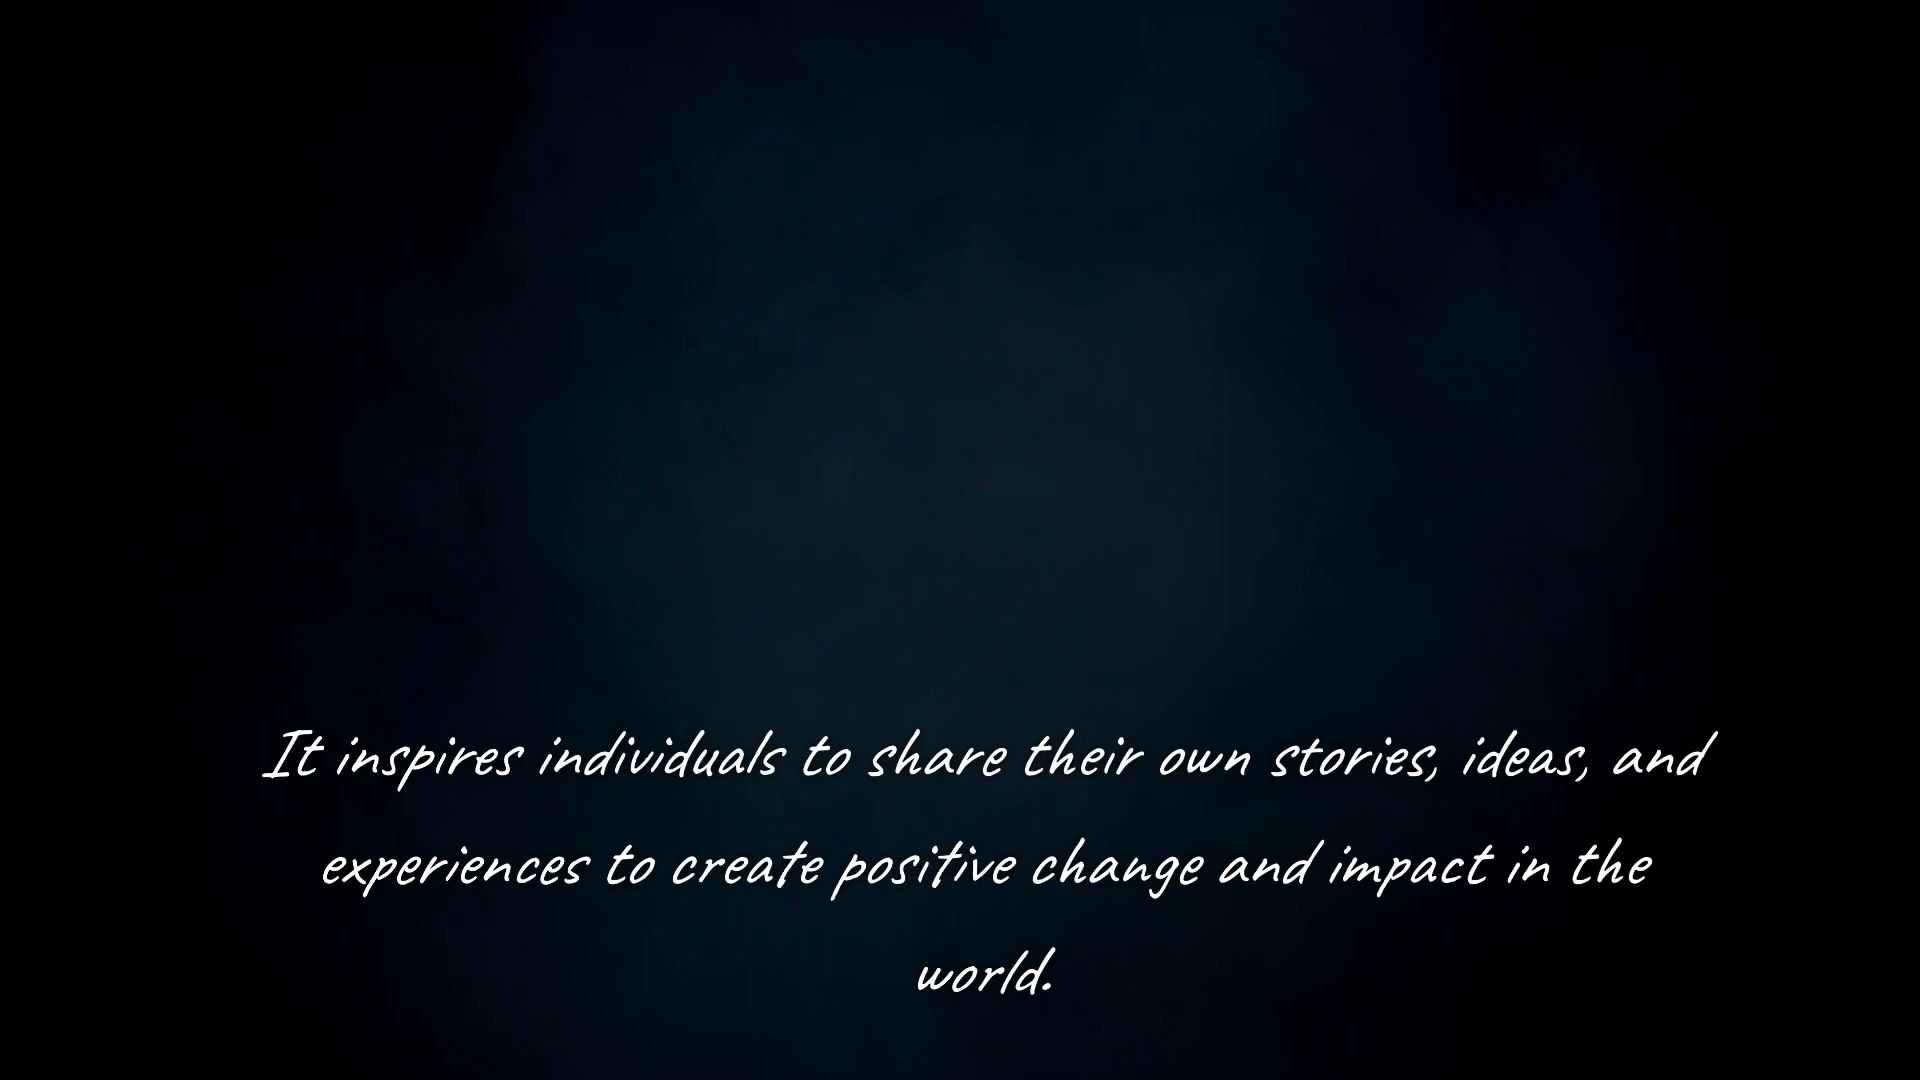 It inspires individuals to share their own stories, ideas, and
experiences to create positive change and impact in the
world.